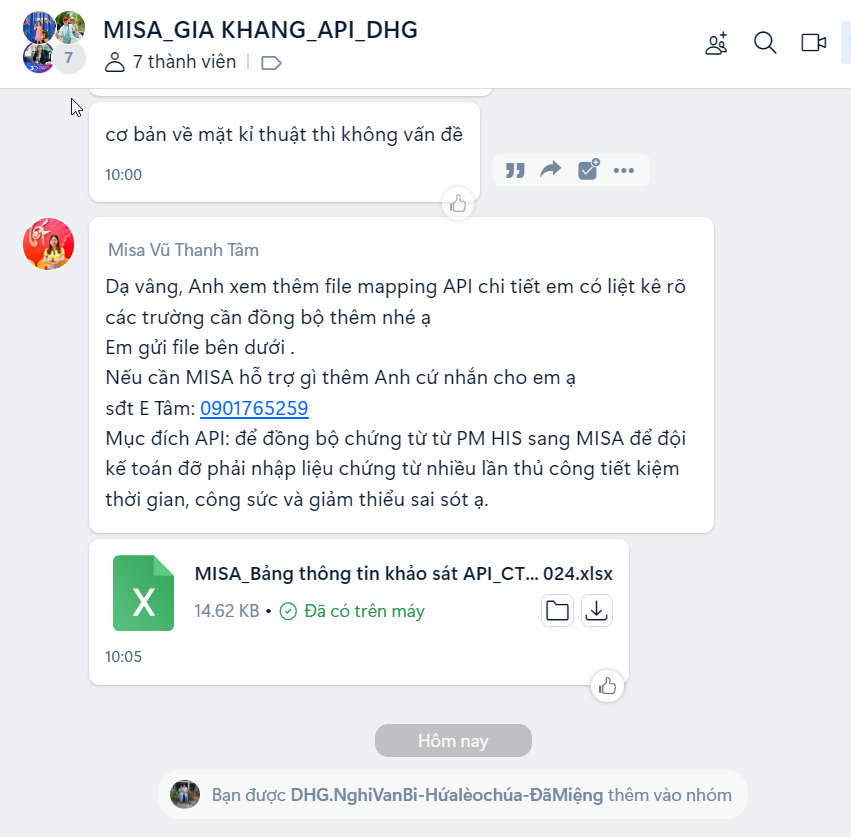 MISA_GIA KHANG_API_DHG
7
7 thành viên
cơ bản về mặt kỉ thuật thì không vấn đề
10:00
Misa Vũ Thanh Tâm
Dạ vâng, Anh xem thêm file mapping API chi tiết em có liệt kê rõ
các trường cần đồng bộ thêm nhé ạ
Em gửi file bên dưới .
Nếu cần MISA hỗ trợ gì thêm Anh cứ nhắn cho em ạ
sđt E Tâm: 0901765259
Mục đích API: để đồng bộ chứng từ từ PM HIS sang MISA để đội
kế toán đỡ phải nhập liệu chứng từ nhiều lần thủ công tiết kiệm
thời gian, công sức và giảm thiểu sai sót ạ.
X
MISA_Bảng thông tin khảo sát API_CT... 024.xlsx
14.62 KB • Đã có trên máy
10:05
Hôm nay
Bạn được DHG.NghiVanBi-Hứalèochúa-ĐãMiệng thêm vào nhóm